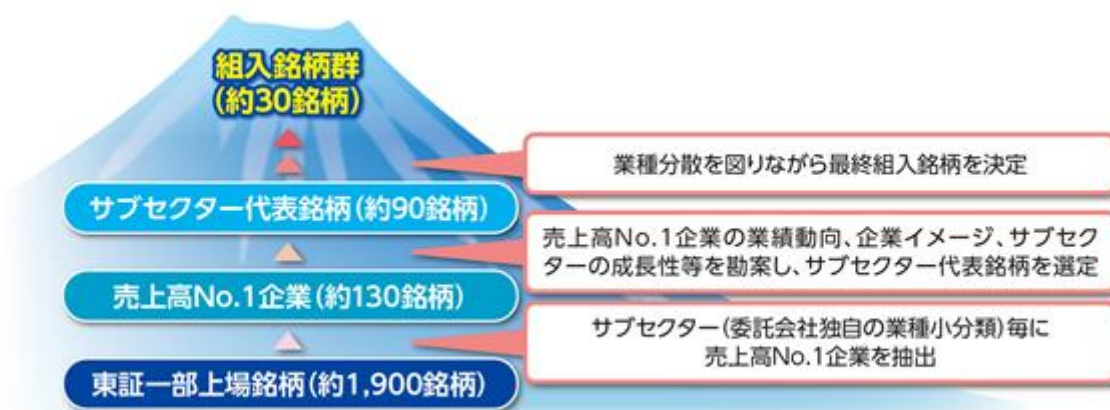 組入銘柄群
(約30銘柄)
業種分散を図りながら最終組入銘柄を決定
サブセクター代表銘柄(約90銘柄)
売上高No.1企業の業績動向、企業イメージ、サブセク
ターの成長性等を勘案し、サブセクター代表銘柄を選定
売上高No.1企業(約130銘柄)
サブセクター(委託会社独自の業種小分類)毎に
売上高No.1企業を抽出
東証一部上場銘柄(約1,900銘柄)